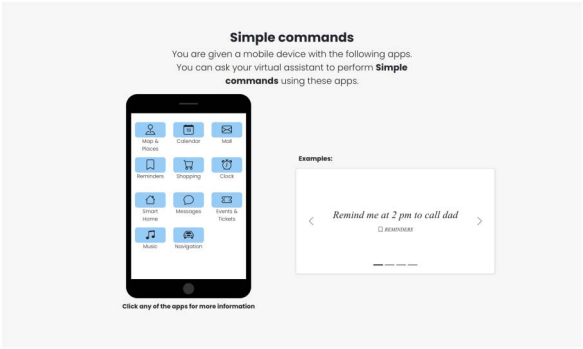 Simple commands
You are given a mobile device with the following apps.
You can ask your virtual assistant to perform Simple
commands using these apps.
Map &
Places
Calendar
Mail
Reminders
Shopping
Clock
Smart
Home
Messages
Events &
Tickets
Music
Navigation
Click any of the apps for more information
Examples:
Remind me at 2 pm to call dad
REMINDERS